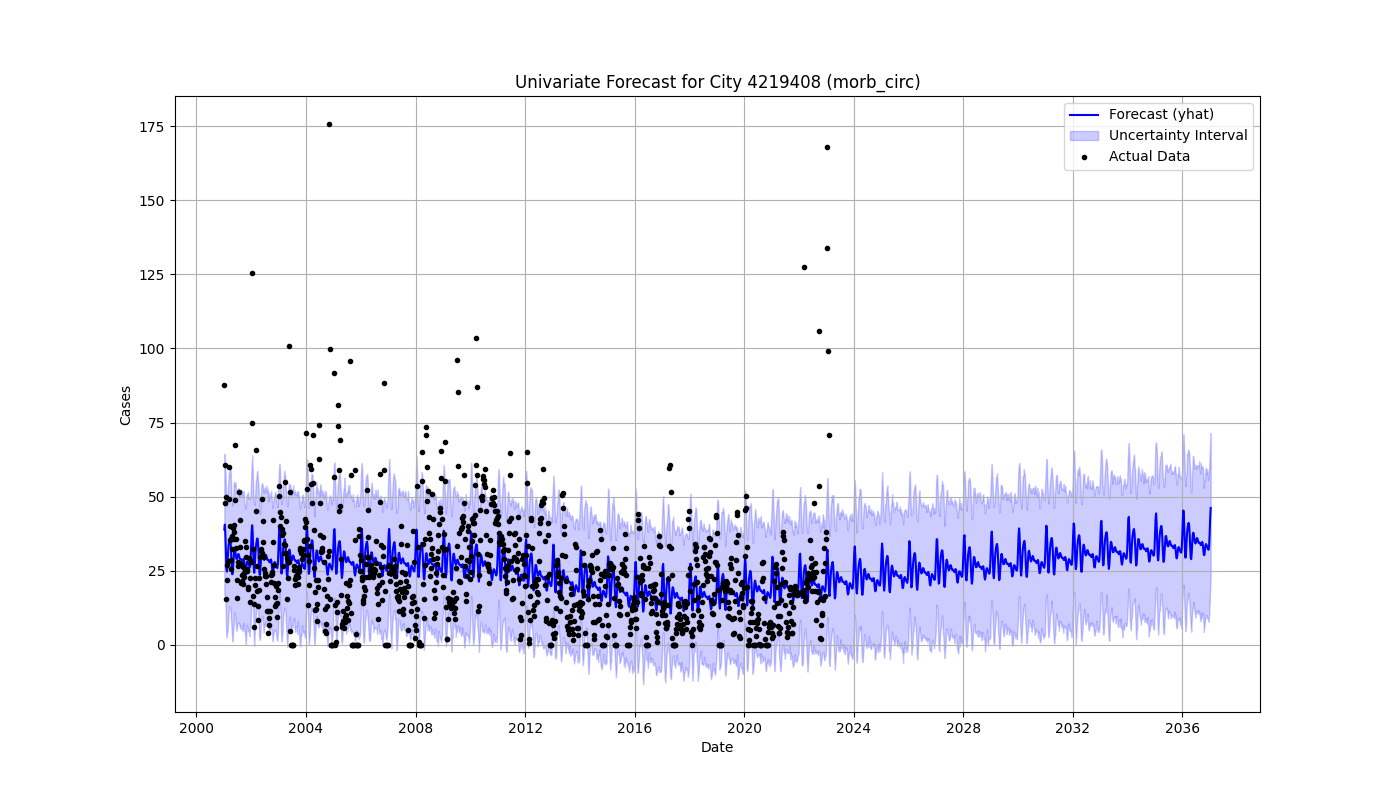 Univariate Forecast for City 4219408 (morb_circ)
Forecast (yhat)
Uncertainty Interval
Actual Data
175
150
125
100
75
50
25
0
Cases
2000 2004 2008 2012 2016 2020 2024 2028 2032 2036
Date